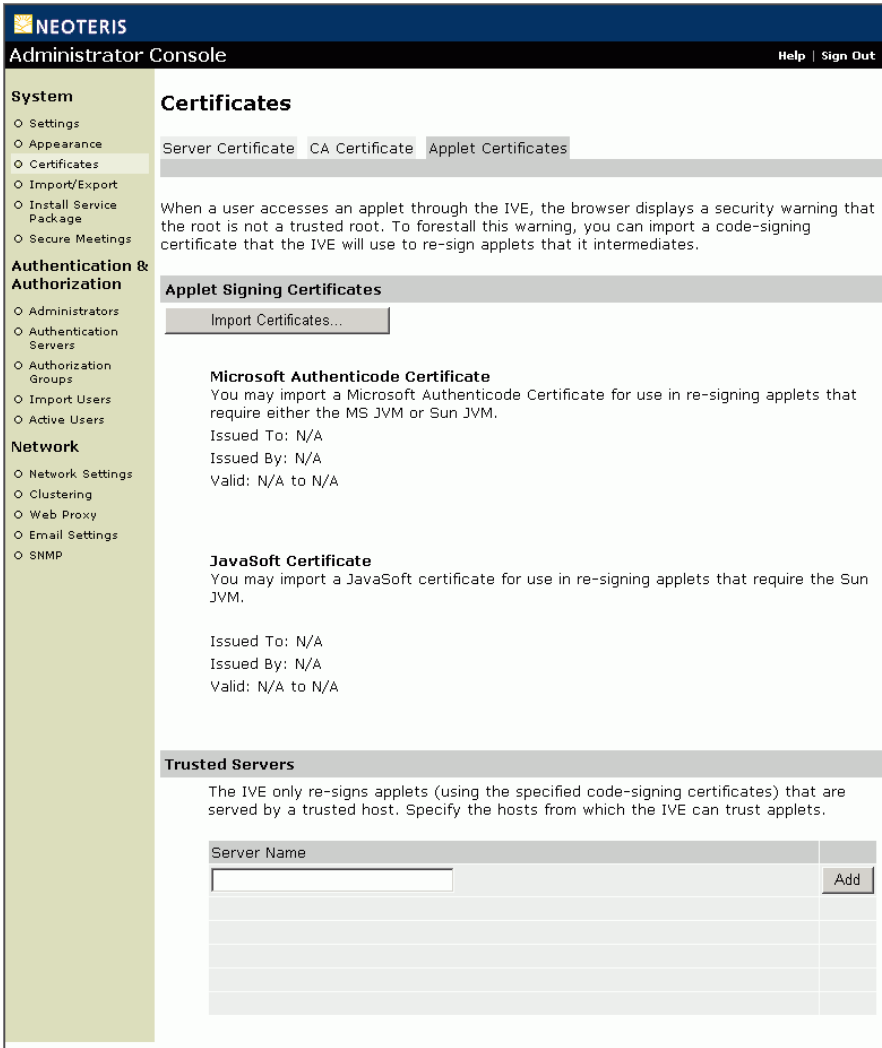 NEOTERIS
Administrator Console
Help | Sign Out
System
Settings
Appearance
Certificates
Import/Export
Install Service
Package
Secure Meetings
Authentication &
Authorization
Administrators
Authentication
Servers
Authorization
Groups
Import Users
Active Users
Network
Network Settings
Clustering
Web Proxy
Email Settings
SNMP
Certificates
Server Certificate CA Certificate Applet Certificates
When a user accesses an applet through the IVE, the browser displays a security warning that
the root is not a trusted root. To forestall this warning, you can import a code-signing
certificate that the IVE will use to re-sign applets that it intermediates.
Applet Signing Certificates
Import Certificates...
Microsoft Authenticode Certificate
You may import a Microsoft Authenticode Certificate for use in re-signing applets that
require either the MS JVM or Sun JVM.
Issued To: N/A
Issued By: N/A
Valid: N/A to N/A
JavaSoft Certificate
You may import a JavaSoft certificate for use in re-signing applets that require the Sun
JVM.
Issued To: N/A
Issued By: N/A
Valid: N/A to N/A
Trusted Servers
The IVE only re-signs applets (using the specified code-signing certificates) that are
served by a trusted host. Specify the hosts from which the IVE can trust applets.
Server Name
Add